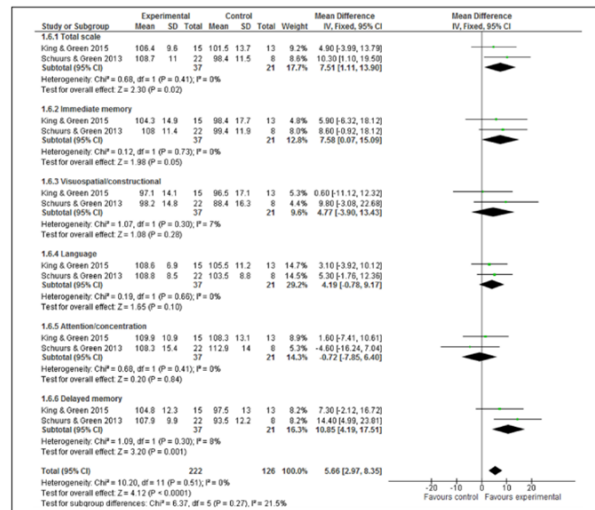 Experimental Control Mean Difference Mean Difference
Study or Subgroup Mean SD Total Mean SD Total Weight IV, Fixed, 95% CI IV, Fixed, 95% CI
1.6.1 Total scale
King & Green 2015 106.4 9.6 15 101.5 13.7 13 9.2% 4.90 [-3.99, 13.79]
Schuurs & Green 2013 108.7 11 22 98.4 11.5 8 8.6% 10.30 [1.10, 19.50]
Subtotal (95% CI) 37 21 17.7% 7.51 [1.11, 13.90]
Heterogeneity: Chi² = 0.68, df = 1 (P = 0.41); I² = 0%
Test for overall effect: Z = 2.30 (P = 0.02)
1.6.2 Immediate memory
King & Green 2015 104.3 14.9 15 98.4 17.7 13 4.8% 5.90 [-6.32, 18.12]
Schuurs & Green 2013 108 11.4 22 99.4 11.9 8 8.0% 8.60 [-0.92, 18.12]
Subtotal (95% CI) 37 21 12.8% 7.58 [0.07, 15.09]
Heterogeneity: Chi² = 0.12, df = 1 (P = 0.73); I² = 0%
Test for overall effect: Z = 1.98 (P = 0.05)
1.6.3 Visuospatial/constructional
King & Green 2015 97.1 14.1 15 96.5 17.1 13 5.3% 0.60 [-11.12, 12.32]
Schuurs & Green 2013 98.2 14.8 22 88.4 16.3 8 4.3% 9.80 [-3.08, 22.68]
Subtotal (95% CI) 37 21 9.6% 4.77 [-3.90, 13.43]
Heterogeneity: Chi² = 1.07, df = 1 (P = 0.30); I² = 7%
Test for overall effect: Z = 1.08 (P = 0.28)
1.6.4 Language
King & Green 2015 108.6 6.9 15 105.5 11.2 13 14.7% 3.10 [-3.92, 10.12]
Schuurs & Green 2013 108.8 8.5 22 103.5 8.8 8 14.5% 5.30 [-1.76, 12.36]
Subtotal (95% CI) 37 21 29.2% 4.19 [-0.78, 9.17]
Heterogeneity: Chi² = 0.19, df = 1 (P = 0.66); I² = 0%
Test for overall effect: Z = 1.65 (P = 0.10)
1.6.5 Attention/concentration
King & Green 2015 109.9 10.9 15 108.3 13.1 13 9.0% 1.60 [-7.41, 10.61]
Schuurs & Green 2013 108.3 15.4 22 112.9 14 8 5.3% -4.60 [-16.24, 7.04]
Subtotal (95% CI) 37 21 14.3% -0.72 [-7.85, 6.40]
Heterogeneity: Chi² = 0.68, df = 1 (P = 0.41); I² = 0%
Test for overall effect: Z = 0.20 (P = 0.84)
1.6.6 Delayed memory
King & Green 2015 104.8 12.3 15 97.5 13 13 8.2% 7.30 [-2.12, 16.72]
Schuurs & Green 2013 107.9 9.9 22 93.5 12.2 8 8.2% 14.40 [4.99, 23.81]
Subtotal (95% CI) 37 21 16.3% 10.85 [4.19, 17.51]
Heterogeneity: Chi² = 1.09, df = 1 (P = 0.30); I² = 8%
Test for overall effect: Z = 3.20 (P = 0.001)
Total (95% CI) 222 126 100.0% 5.66 [2.97, 8.35]
Heterogeneity: Chi² = 10.20, df = 11 (P = 0.51); I² = 0%
Test for overall effect: Z = 4.12 (P < 0.0001)
Test for subgroup differences: Chi² = 6.37, df = 5 (P = 0.27), I² = 21.5%
-20 -10 0 10 20
Favours control Favours experimental